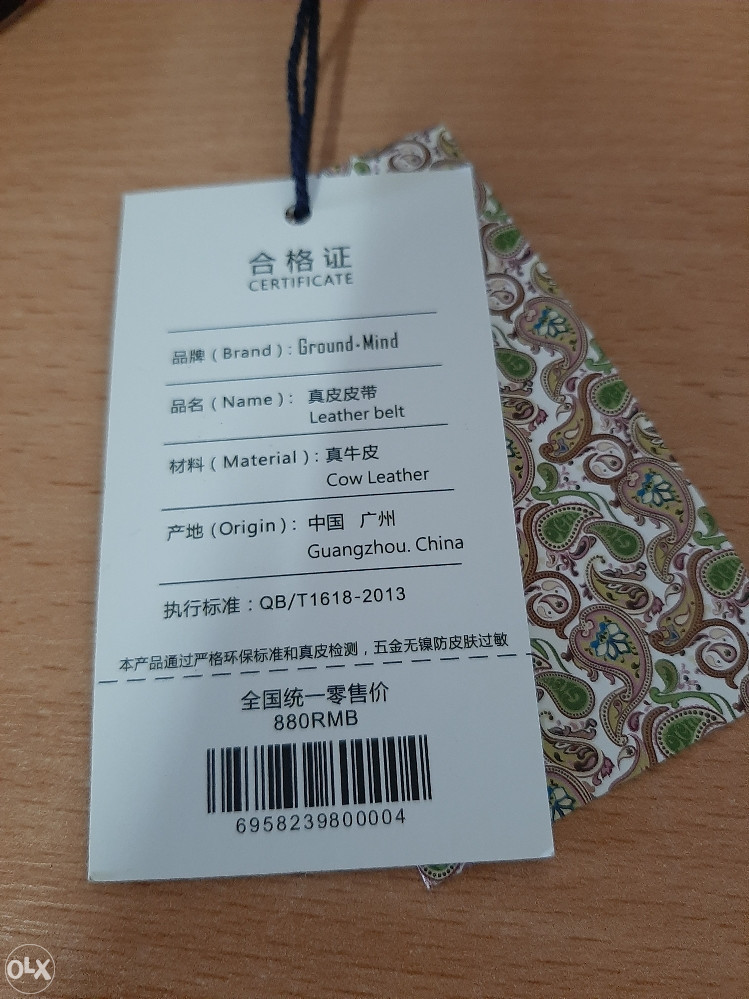 合格证
CERTIFICATE
品牌（Brand）: Ground·Mind
品名（Name）: 真皮皮带
Leather belt
材料（Material）: 真牛皮
Cow Leather
产地（Origin）: 中国 广州
Guangzhou. China
执行标准：QB/T1618-2013
本产品通过严格环保标准和真皮检测，五金无镍防皮肤过敏
全国统一零售价
880RMB
6958239800004
OLX